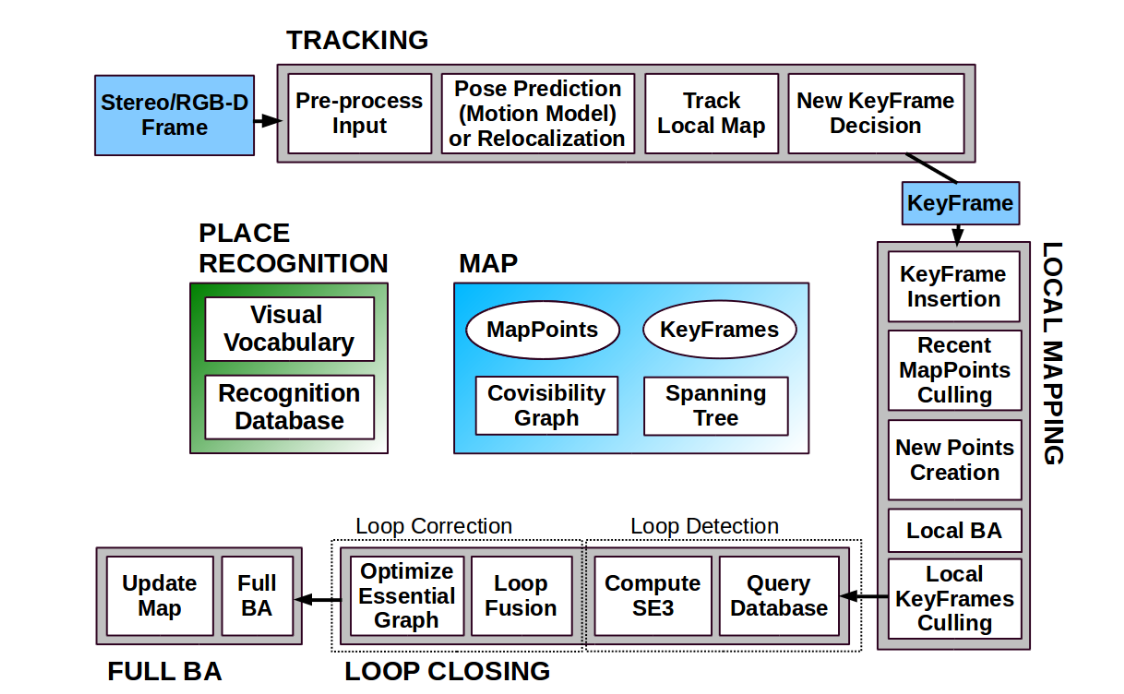 TRACKING
Stereo/RGB-D
Frame
Pre-process
Input
Pose Prediction
(Motion Model)
or Relocalization
Track
Local Map
New KeyFrame
Decision
KeyFrame
LOCAL MAPPING
KeyFrame
Insertion
Recent
MapPoints
Culling
New Points
Creation
Local BA
Local
KeyFrames
Culling
PLACE
RECOGNITION
Visual
Vocabulary
Recognition
Database
MAP
MapPoints
KeyFrames
Covisibility
Graph
Spanning
Tree
Loop Correction
Loop Detection
Update
Map
Full
BA
Optimize
Essential
Graph
Loop
Fusion
Compute
SE3
Query
Database
FULL BA
LOOP CLOSING